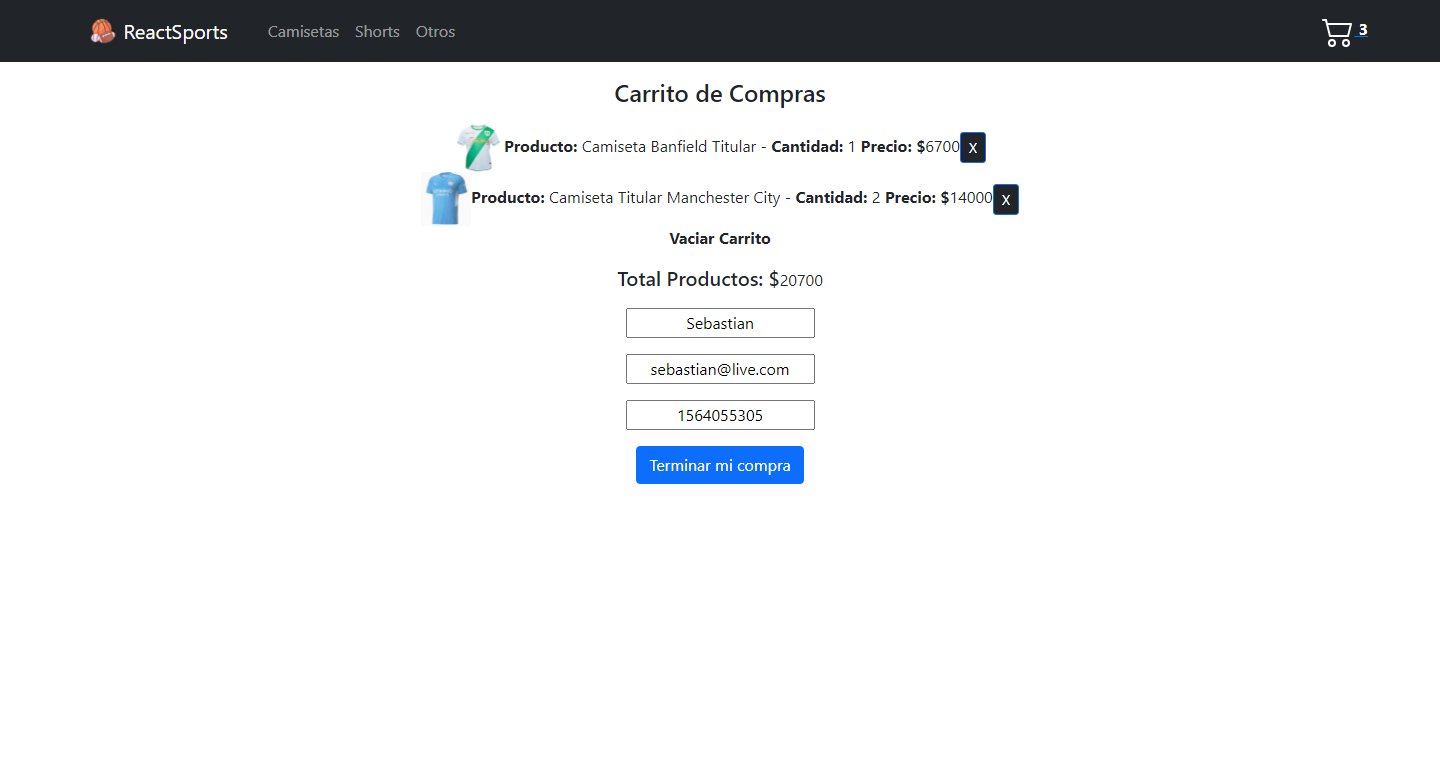 ReactSports Camisetas Shorts Otros 3
Carrito de Compras
Producto: Camiseta Banfield Titular - Cantidad: 1 Precio: $6700 X
Producto: Camiseta Titular Manchester City - Cantidad: 2 Precio: $14000 X
Vaciar Carrito
Total Productos: $20700
Sebastian
sebastian@live.com
1564055305
Terminar mi compra